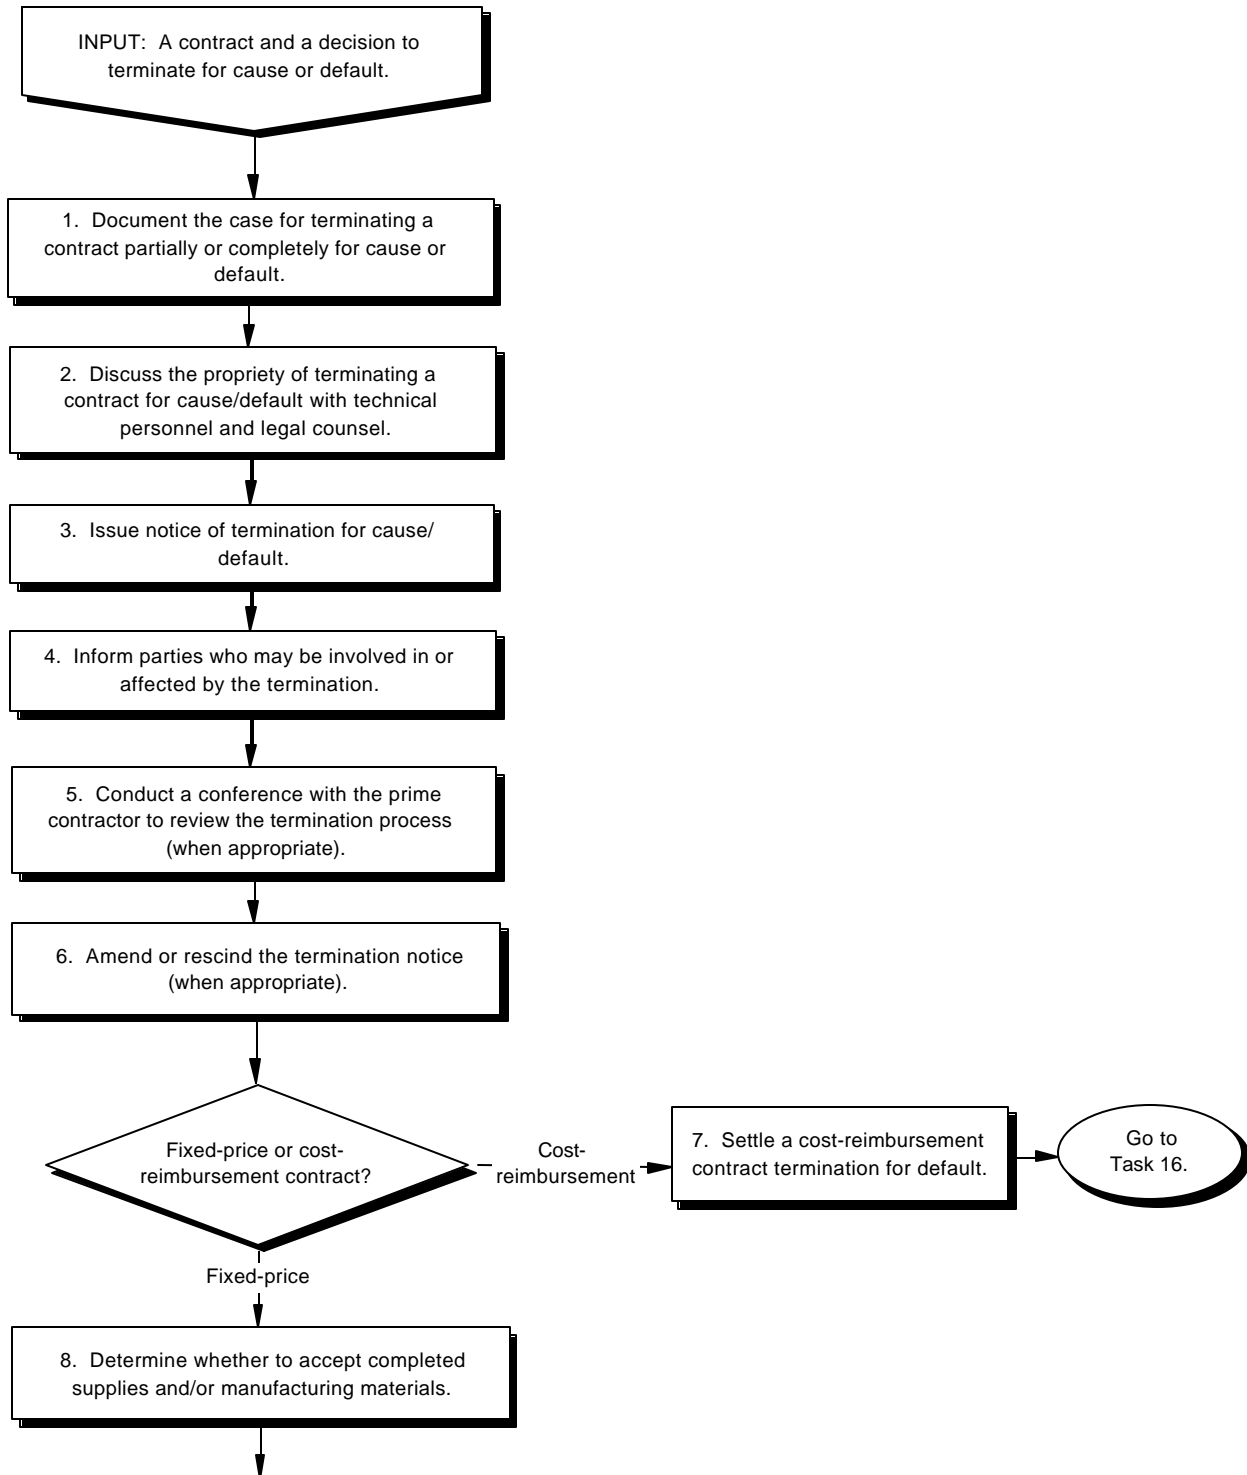 INPUT: A contract and a decision to
terminate for cause or default.
1. Document the case for terminating a
contract partially or completely for cause or
default.
2. Discuss the propriety of terminating a
contract for cause/default with technical
personnel and legal counsel.
3. Issue notice of termination for cause/
default.
4. Inform parties who may be involved in or
affected by the termination.
5. Conduct a conference with the prime
contractor to review the termination process
(when appropriate).
6. Amend or rescind the termination notice
(when appropriate).
Fixed-price or cost-
reimbursement contract?
Cost-
reimbursement
7. Settle a cost-reimbursement
contract termination for default.
Go to
Task 16.
Fixed-price
8. Determine whether to accept completed
supplies and/or manufacturing materials.